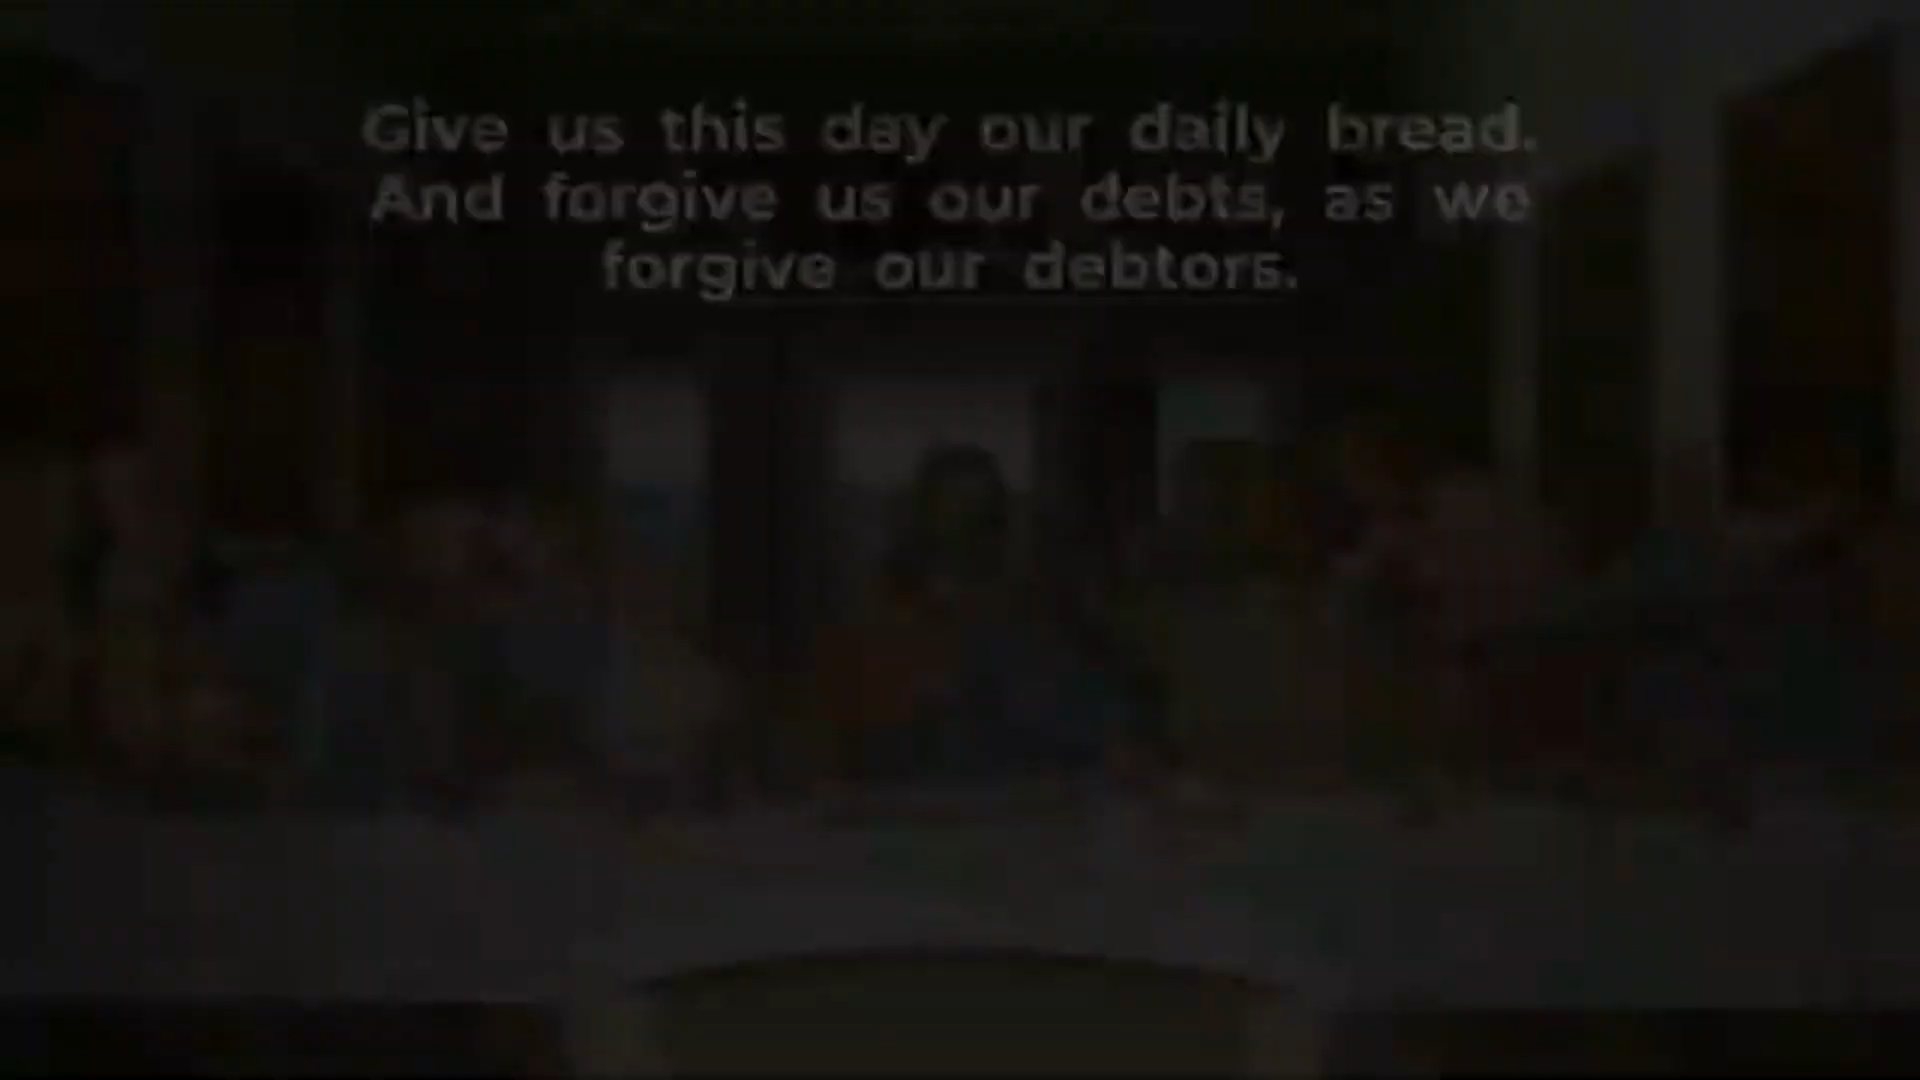 Give us this day our daily bread.
And forgive us our debts, as we
forgive our debtors.